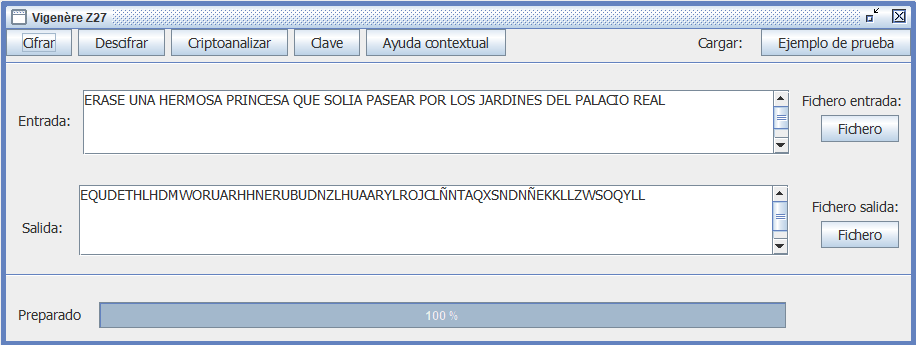 Vigenère Z27
Cifrar Descifrar Criptoanalizar Clave Ayuda contextual Cargar: Ejemplo de prueba
Entrada:
ERASE UNA HERMOSA PRINCESA QUE SOLIA PASEAR POR LOS JARDINES DEL PALACIO REAL
Fichero entrada:
Fichero
Salida:
EQUDETHLHDMWORUARHHNERUBUDNZLHUAARYLROJCLÑNTAQXSNDNÑEKKLLZWSOQYLL
Fichero salida:
Fichero
Preparado
100 %